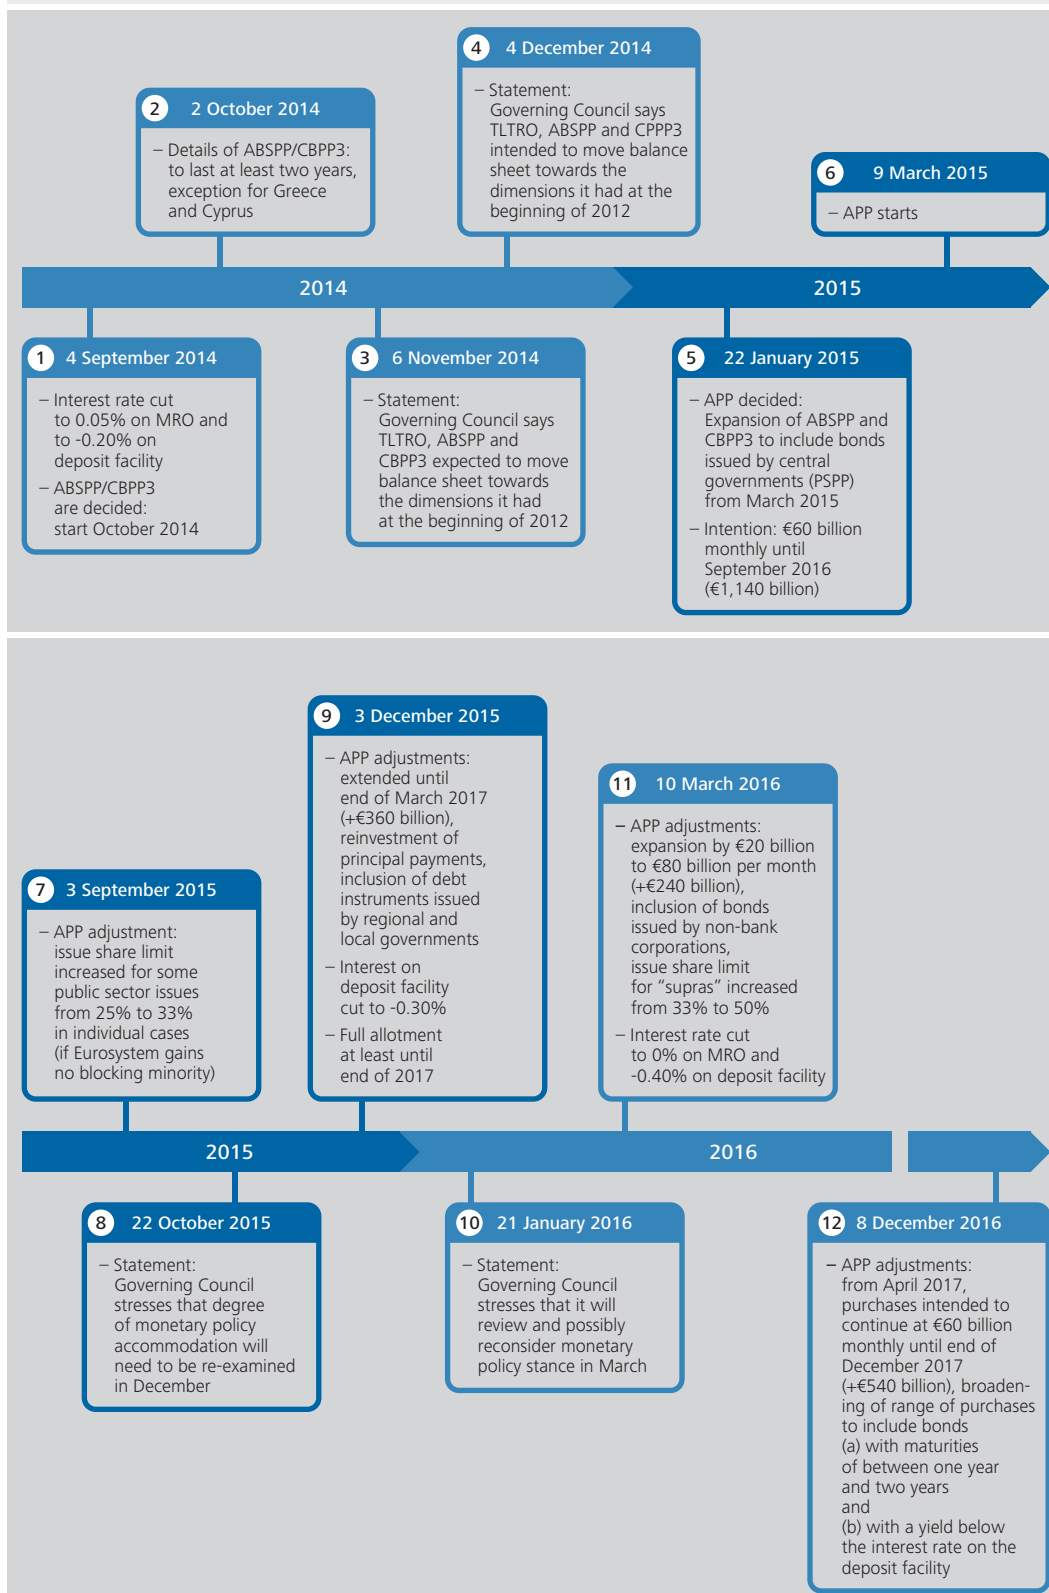 4 4 December 2014
– Statement:
Governing Council says
TLTRO, ABSPP and CPPP3
intended to move balance
sheet towards the
dimensions it had at the
beginning of 2012
2 2 October 2014
– Details of ABSPP/CBPP3:
to last at least two years,
exception for Greece
and Cyprus
6 9 March 2015
– APP starts
2014
2015
1 4 September 2014
– Interest rate cut
to 0.05% on MRO and
to -0.20% on
deposit facility
– ABSPP/CBPP3
are decided:
start October 2014
3 6 November 2014
– Statement:
Governing Council says
TLTRO, ABSPP and
CBPP3 expected to move
balance sheet towards
the dimensions it had
at the beginning of 2012
5 22 January 2015
– APP decided:
Expansion of ABSPP and
CBPP3 to include bonds
issued by central
governments (PSPP)
from March 2015
– Intention: €60 billion
monthly until
September 2016
(€1,140 billion)
7 3 September 2015
– APP adjustment:
issue share limit
increased for some
public sector issues
from 25% to 33%
in individual cases
(if Eurosystem gains
no blocking minority)
9 3 December 2015
– APP adjustments:
extended until
end of March 2017
(+€360 billion),
reinvestment of
principal payments,
inclusion of debt
instruments issued
by regional and
local governments
– Interest on
deposit facility
cut to -0.30%
– Full allotment
at least until
end of 2017
11 10 March 2016
– APP adjustments:
expansion by €20 billion
to €80 billion per month
(+€240 billion),
inclusion of bonds
issued by non-bank
corporations,
issue share limit
for “supras” increased
from 33% to 50%
– Interest rate cut
to 0% on MRO and
-0.40% on deposit facility
2015
2016
8 22 October 2015
– Statement:
Governing Council
stresses that degree
of monetary policy
accommodation will
need to be re-examined
in December
10 21 January 2016
– Statement:
Governing Council
stresses that it will
review and possibly
reconsider monetary
policy stance in March
12 8 December 2016
– APP adjustments:
from April 2017,
purchases intended to
continue at €60 billion
monthly until end of
December 2017
(+€540 billion), broaden-
ing of range of purchases
to include bonds
(a) with maturities
of between one year
and two years
and
(b) with a yield below
the interest rate on the
deposit facility